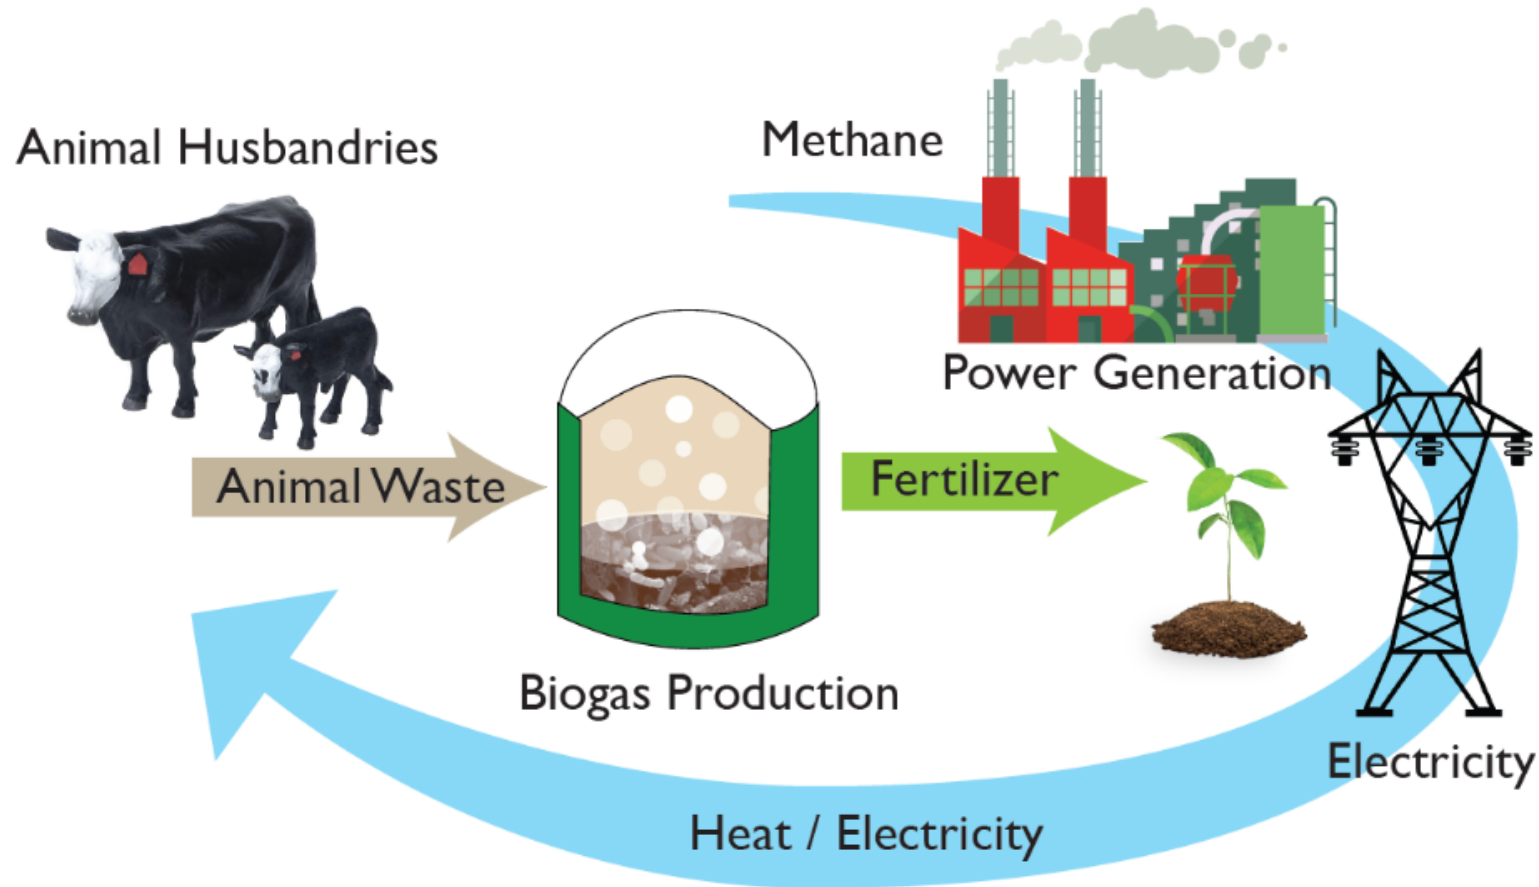 Animal Husbandries
Methane
Power Generation
Animal Waste
Fertilizer
Biogas Production
Electricity
Heat / Electricity